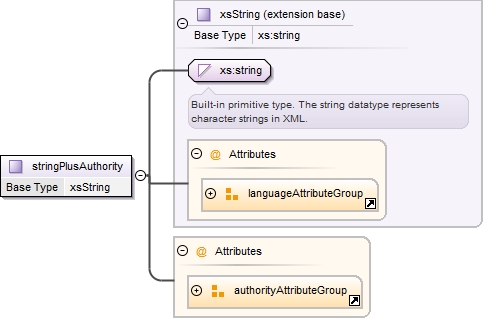 xsString (extension base)
Base Type xs:string
xs:string
Built-in primitive type. The string datatype represents
character strings in XML.
stringPlusAuthority
Base Type xsString
@ Attributes
languageAttributeGroup
@ Attributes
authorityAttributeGroup